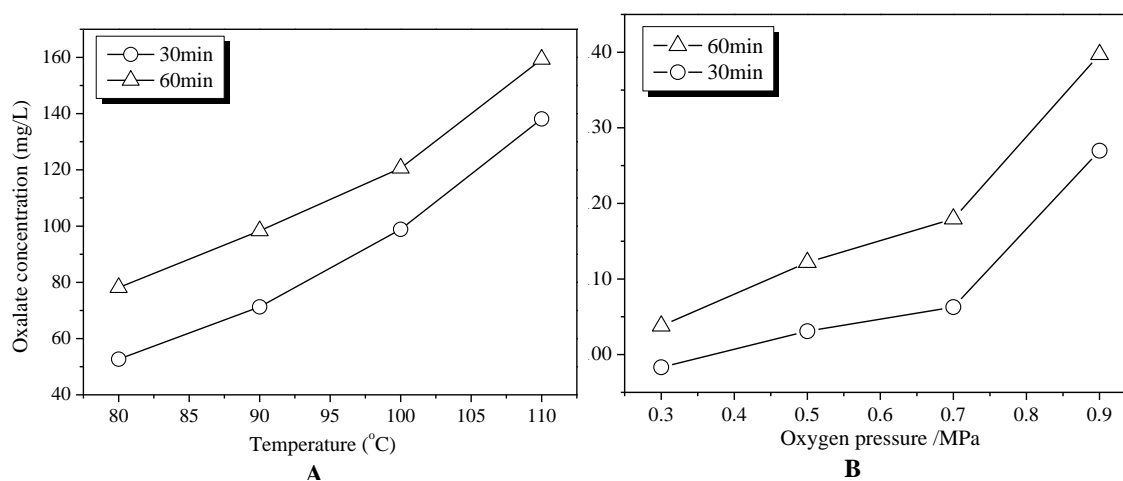 30min
60min
160
140
120
100
80
60
40
Oxalate concentration (mg/L)
80 85 90 95 100 105 110
Temperature (°C)
A
60min
30min
.40
.30
.20
.10
.00
0.3 0.4 0.5 0.6 0.7 0.8 0.9
Oxygen pressure /MPa
B